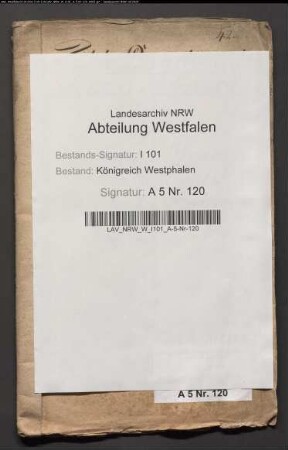 Landesarchiv NRW
Abteilung Westfalen
Bestands-Signatur: I 101
Bestand: Königreich Westphalen
Signatur: A 5 Nr. 120
LAV_NRW_W_I101_A-5-Nr-120
A 5 Nr. 120